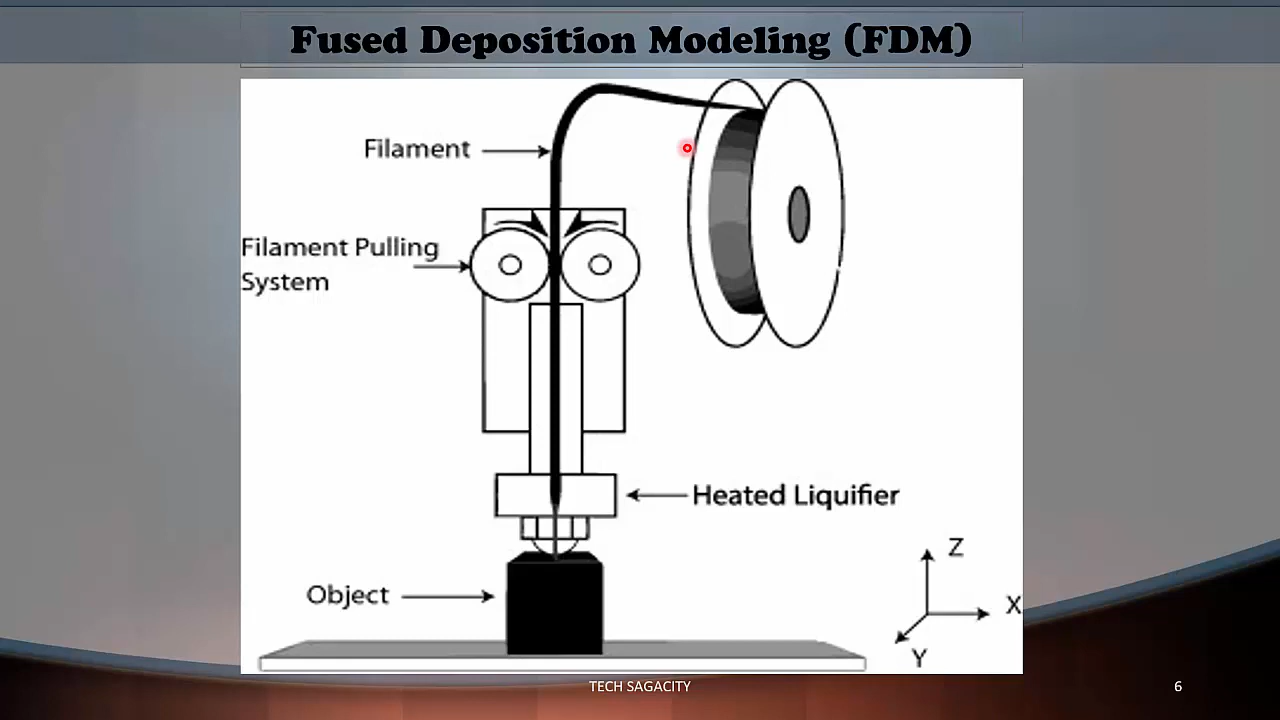 Fused Deposition Modeling (FDM)
Filament
Filament Pulling
System
Heated Liquifier
Object
Z
X
Y
TECH SAGACITY
6